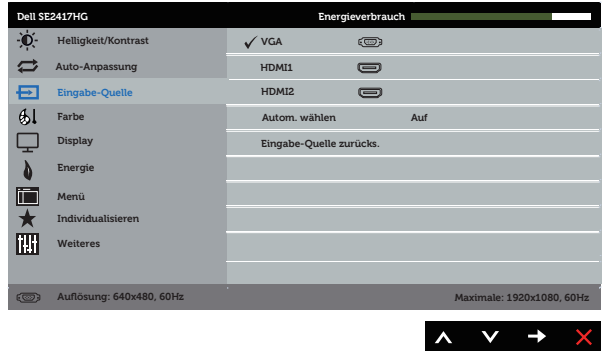 Dell SE2417HG Energieverbrauch
Helligkeit/Kontrast ✓ VGA
Auto-Anpassung HDMI1
Eingabe-Quelle HDMI2
Farbe Autom. wählen Auf
Display Eingabe-Quelle zurücks.
Energie
Menü
Individualisieren
Weiteres
Auflösung: 640x480, 60Hz Maximale: 1920x1080, 60Hz